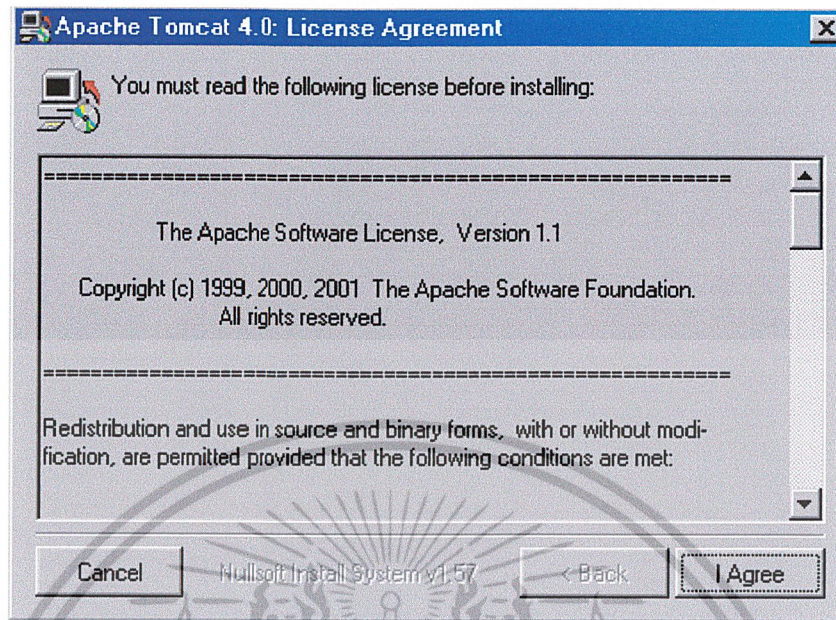 Apache Tomcat 4.0: License Agreement
You must read the following license before installing:
==========================================================
The Apache Software License, Version 1.1
Copyright (c) 1999, 2000, 2001 The Apache Software Foundation.
All rights reserved.
==========================================================
Redistribution and use in source and binary forms, with or without modi-
fication, are permitted provided that the following conditions are met:
Cancel Nullsoft Install System v1.57 < Back I Agree